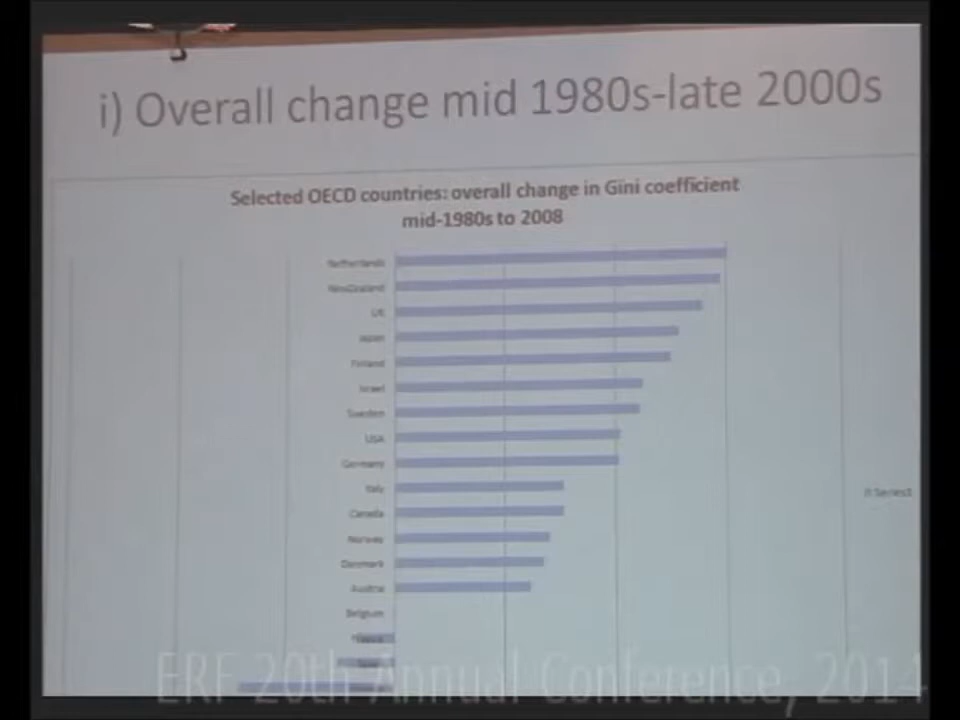 i) Overall change mid 1980s-late 2000s
Selected OECD countries: overall change in Gini coefficient
mid-1980s to 2008
Netherlands
NewZealand
UK
Japan
Finland
Israel
Sweden
USA
Germany
Italy
Canada
Norway
Denmark
Austria
Belgium
France
Series1
ERF 20th Annual Conference, 2014